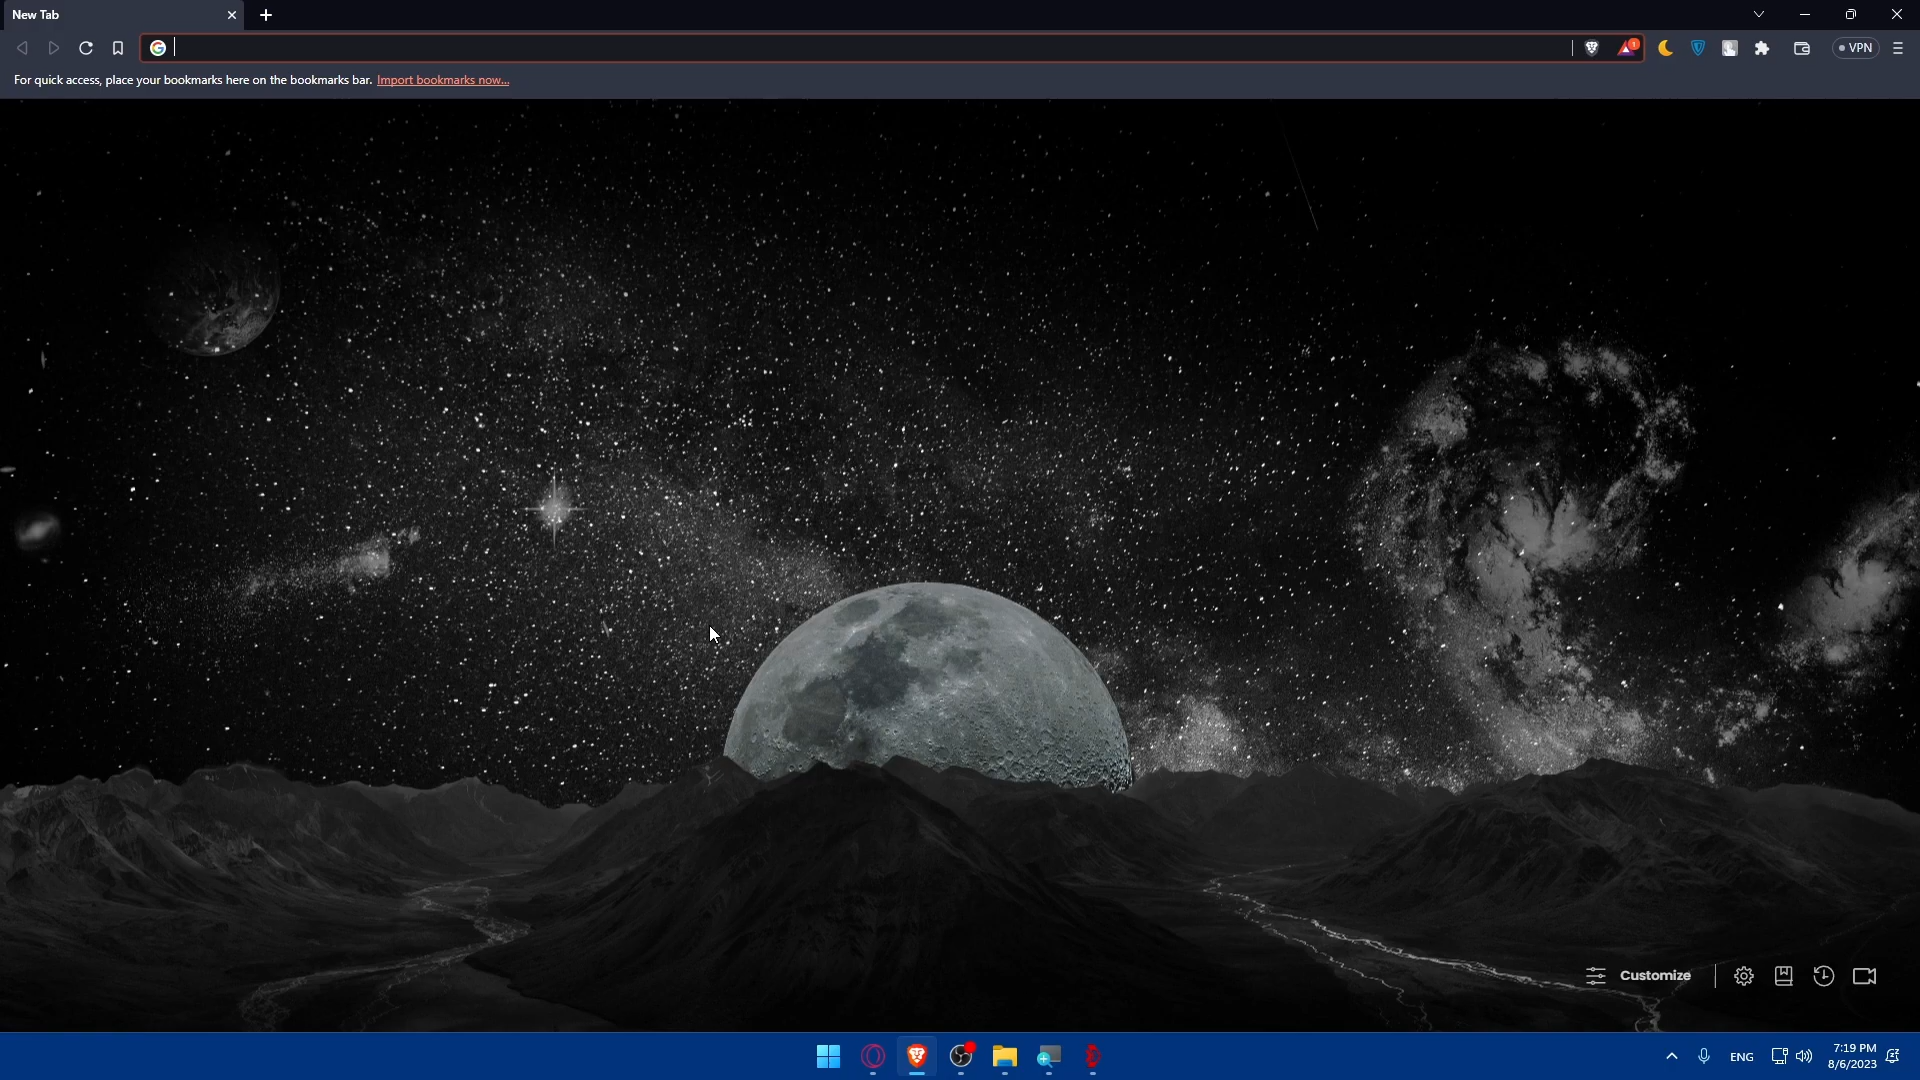 New Tab
VPN
For quick access, place your bookmarks here on the bookmarks bar. Import bookmarks now...
Customize
ENG
7:19 PM
8/6/2023